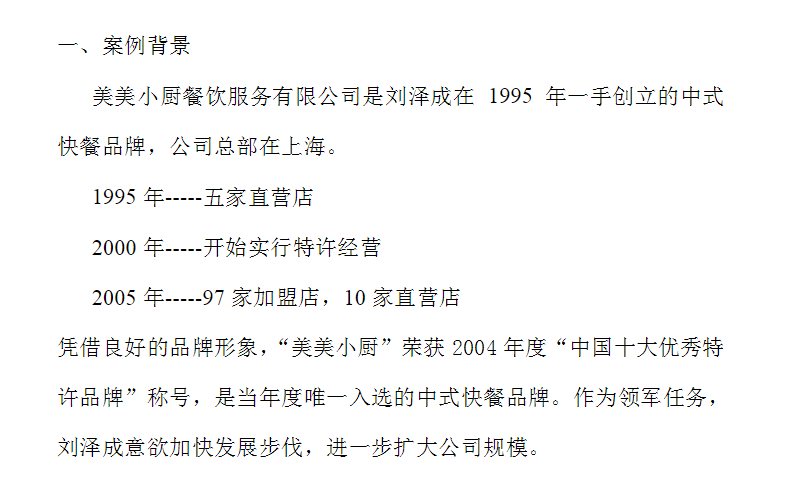 一、案例背景
美美小厨餐饮服务有限公司是刘泽成在 1995 年一手创立的中式
快餐品牌，公司总部在上海。
1995 年-----五家直营店
2000 年-----开始实行特许经营
2005 年-----97 家加盟店，10 家直营店
凭借良好的品牌形象，“美美小厨”荣获 2004 年度“中国十大优秀特
许品牌”称号，是当年度唯一入选的中式快餐品牌。作为领军任务，
刘泽成意欲加快发展步伐，进一步扩大公司规模。